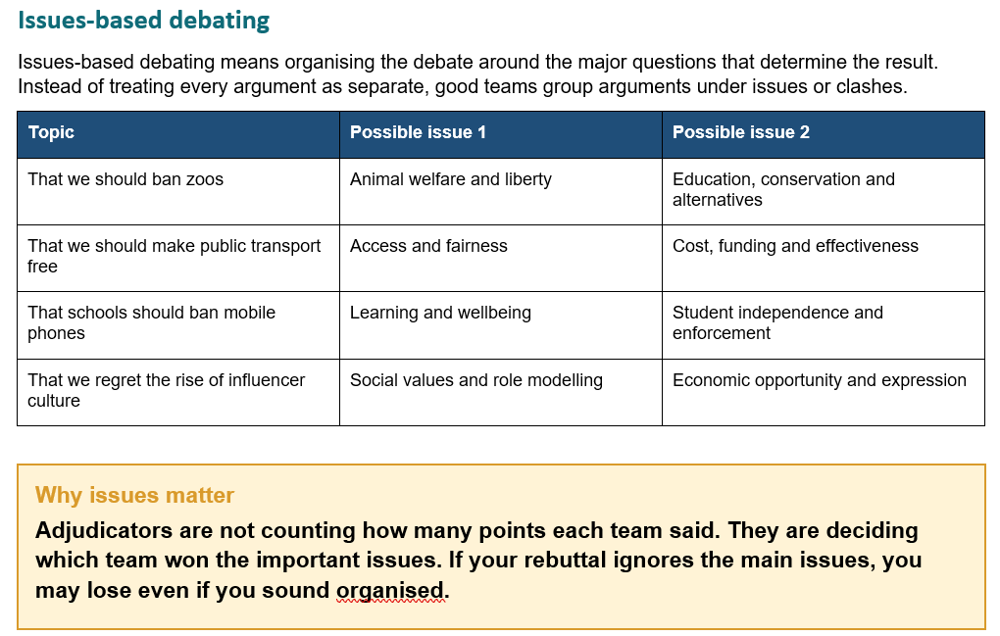 Issues-based debating
Issues-based debating means organising the debate around the major questions that determine the result.
Instead of treating every argument as separate, good teams group arguments under issues or clashes.
Topic
Possible issue 1
Possible issue 2
That we should ban zoos
Animal welfare and liberty
Education, conservation and
alternatives
That we should make public transport
free
Access and fairness
Cost, funding and effectiveness
That schools should ban mobile
phones
Learning and wellbeing
Student independence and
enforcement
That we regret the rise of influencer
culture
Social values and role modelling
Economic opportunity and expression
Why issues matter
Adjudicators are not counting how many points each team said. They are deciding
which team won the important issues. If your rebuttal ignores the main issues, you
may lose even if you sound organised.